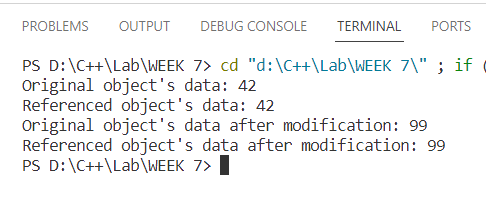 PROBLEMS OUTPUT DEBUG CONSOLE TERMINAL PORTS
PS D:\C++\Lab\WEEK 7> cd "d:\C++\Lab\WEEK 7\" ; if (
Original object's data: 42
Referenced object's data: 42
Original object's data after modification: 99
Referenced object's data after modification: 99
PS D:\C++\Lab\WEEK 7>